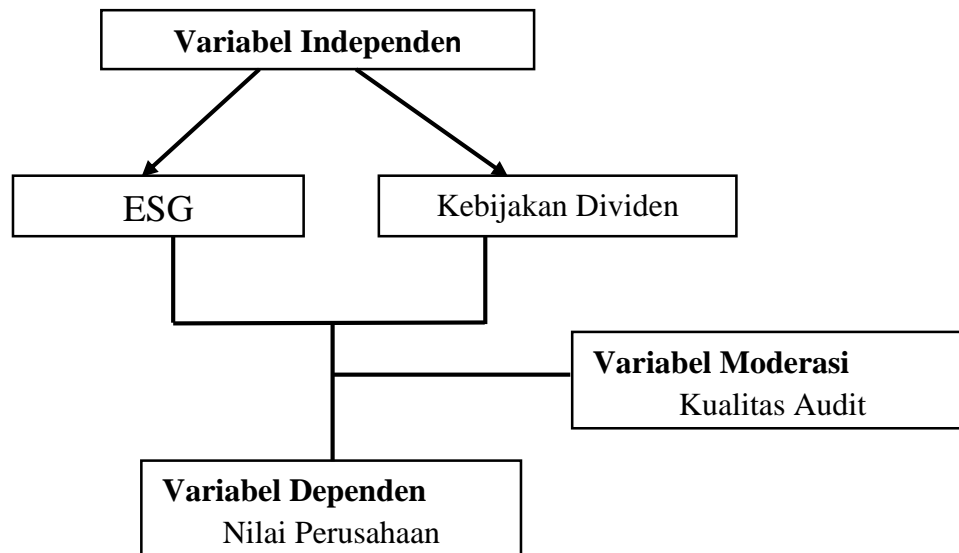 Variabel Independen
ESG
Kebijakan Dividen
Variabel Moderasi
Kualitas Audit
Variabel Dependen
Nilai Perusahaan